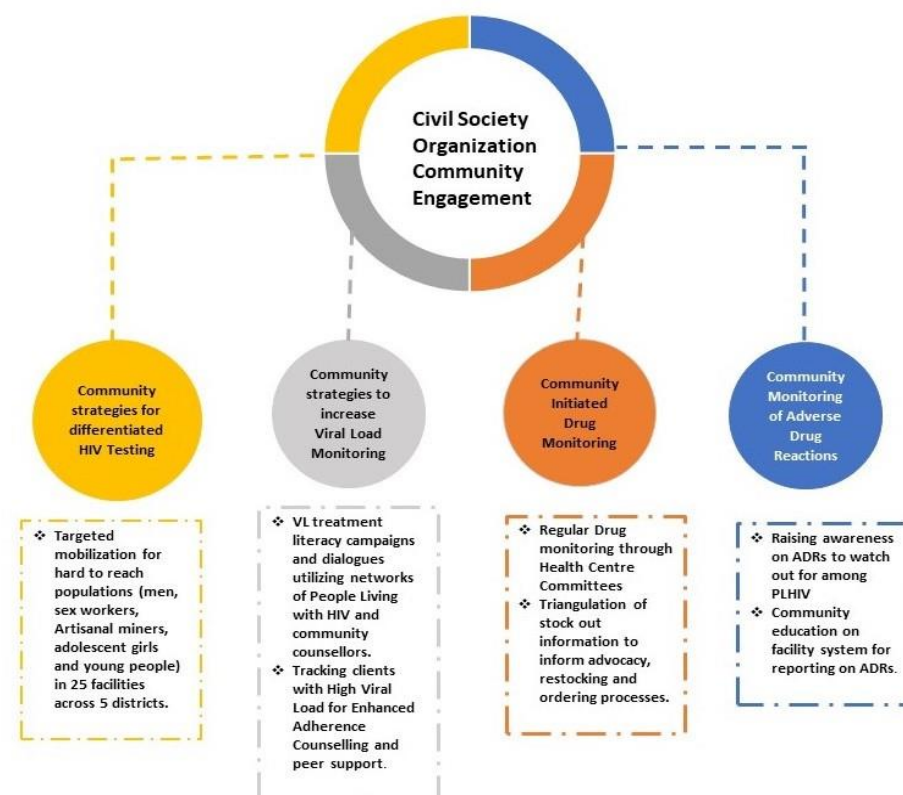 Civil Society
Organization
Community
Engagement
Community
strategies for
differentiated
HIV Testing
Community
strategies to
increase
Viral Load
Monitoring
Community
Initiated
Drug
Monitoring
Community
Monitoring
of Adverse
Drug
Reactions
❖ Targeted
mobilization for
hard to reach
populations (men,
sex workers,
Artisanal miners,
adolescent girls
and young people)
in 25 facilities
across 5 districts.
❖ VL treatment
literacy campaigns
and dialogues
utilizing networks
of People Living
with HIV and
community
counsellors.
❖ Tracking clients
with High Viral
Load for Enhanced
Adherence
Counselling and
peer support.
❖ Regular Drug
monitoring through
Health Centre
Committees
❖ Triangulation of
stock out
information to
inform advocacy,
restocking and
ordering processes.
❖ Raising awareness
on ADRs to watch
out for among
PLHIV
❖ Community
education on
facility system for
reporting on ADRs.